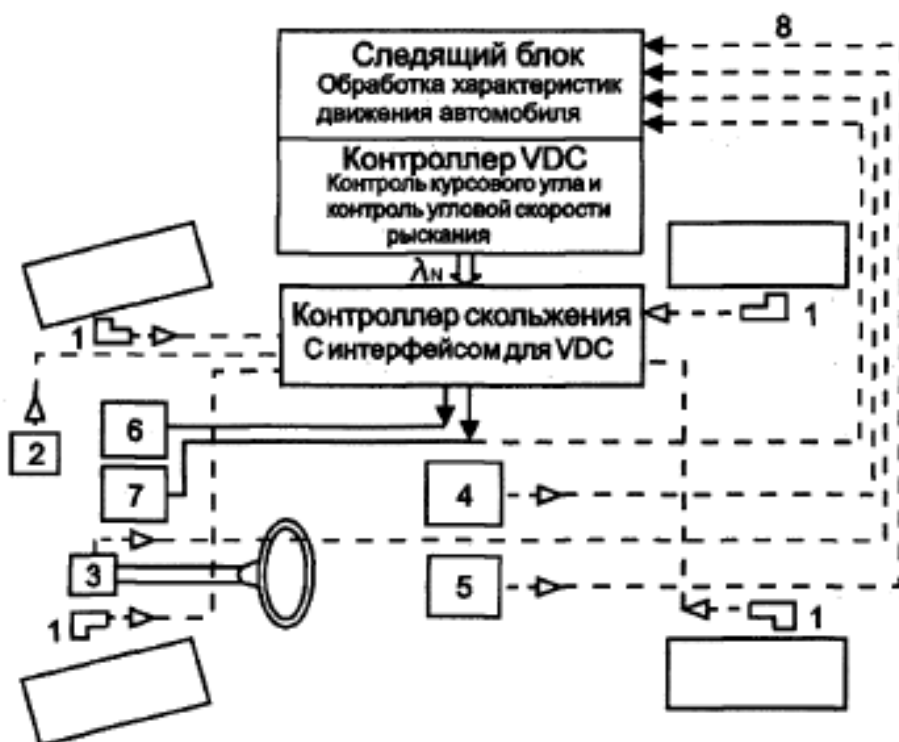 8
Следящий блок
Обработка характеристик
движения автомобиля
Контроллер VDC
Контроль курсового угла и
контроль угловой скорости
рыскания
λN
Контроллер скольжения
С интерфейсом для VDC
1
1
2
6
7
4
3
5
1
1